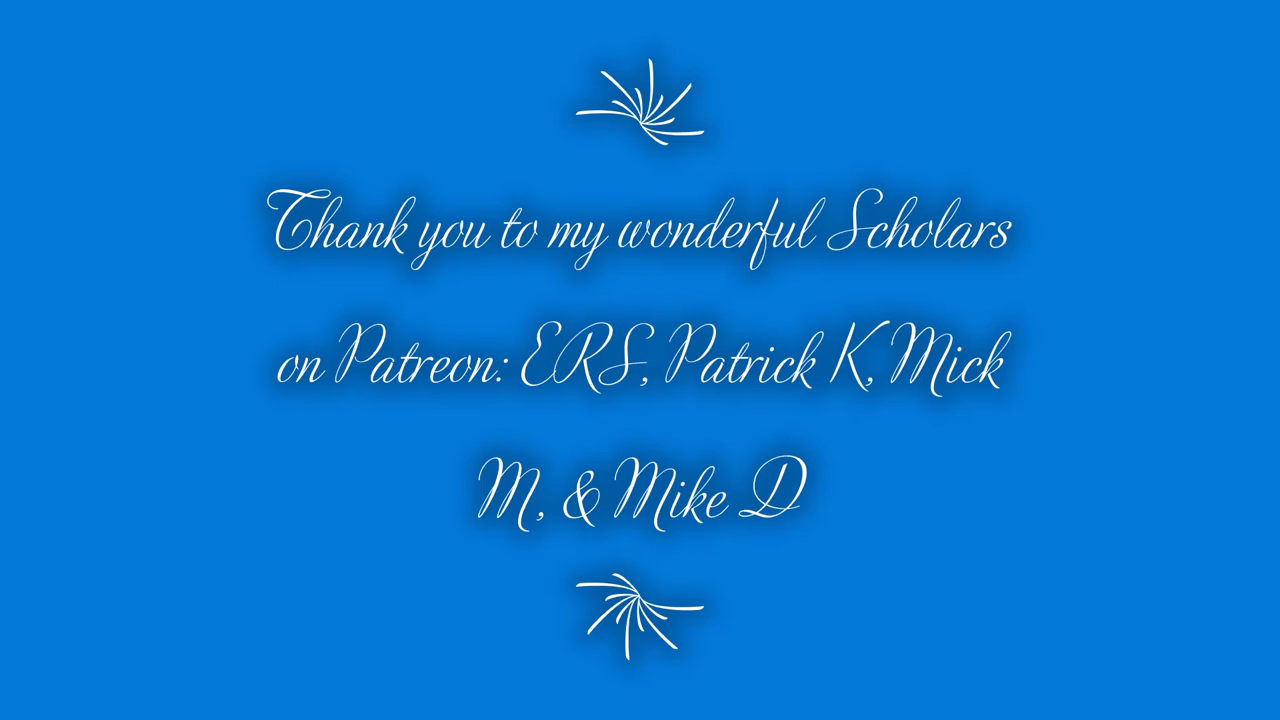 Thank you to my wonderful Scholars
on Patreon: ERS, Patrick K, Mick
M, & Mike D